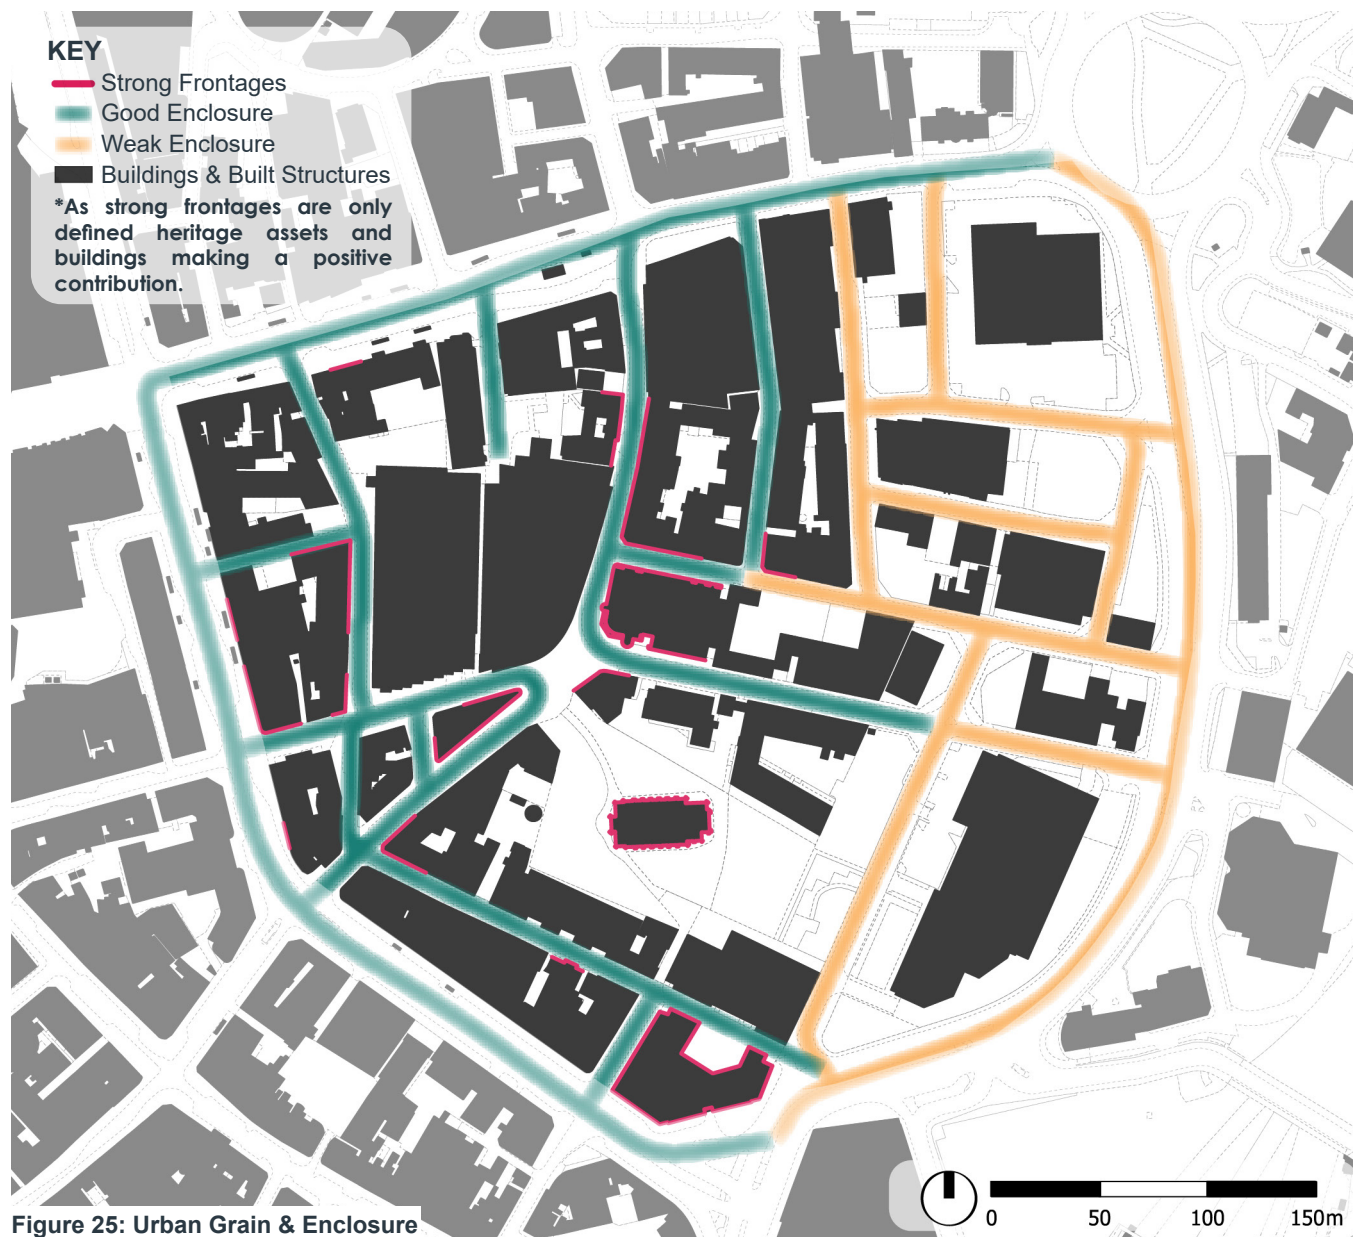 KEY
Strong Frontages
Good Enclosure
Weak Enclosure
Buildings & Built Structures
*As strong frontages are only
defined heritage assets and
buildings making a positive
contribution.
0 50 100 150m
Figure 25: Urban Grain & Enclosure